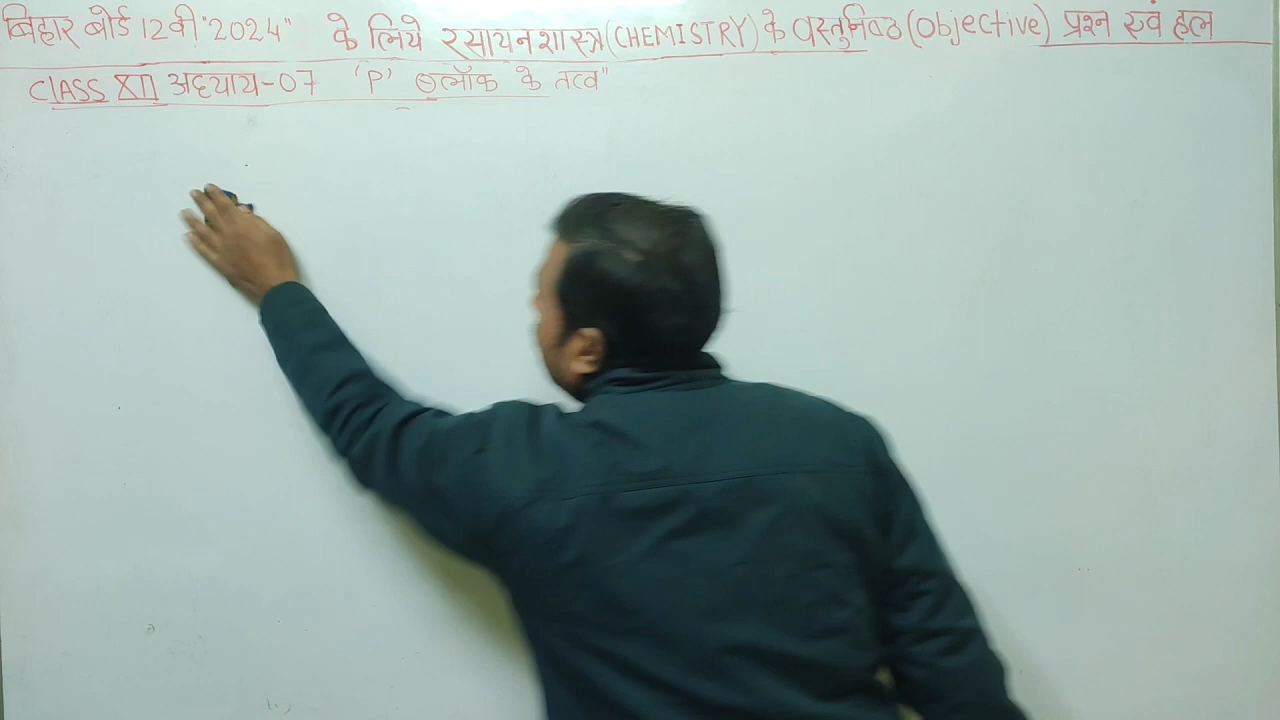 बिहार बोर्ड 12वी "2024" के लिये रसायनशास्त्र (CHEMISTRY) के वस्तुनिष्ठ (Objective) प्रश्न एवं हल
CLASS XII अध्याय-07 'P' ब्लॉक के तत्व"